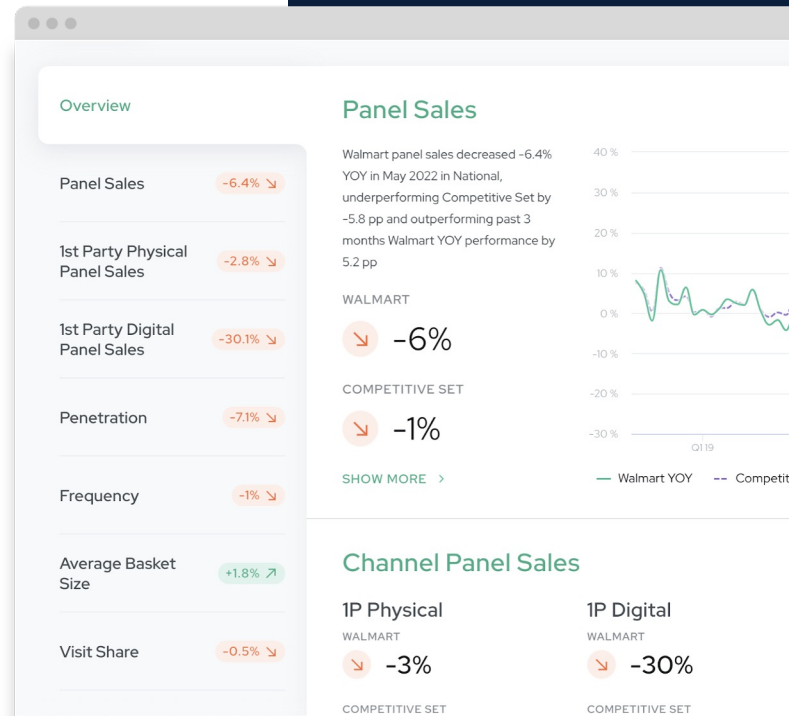 Overview
Panel Sales
-6.4%
1st Party Physical
Panel Sales
-2.8%
1st Party Digital
Panel Sales
-30.1%
Penetration
-7.1%
Frequency
-1%
Average Basket
Size
+1.8%
Visit Share
-0.5%
Panel Sales
Walmart panel sales decreased -6.4%
YOY in May 2022 in National,
underperforming Competitive Set by
-5.8 pp and outperforming past 3
months Walmart YOY performance by
5.2 pp
WALMART
-6%
COMPETITIVE SET
-1%
SHOW MORE >
40 %
30 %
20 %
10 %
0 %
-10 %
-20 %
-30 %
Q1 19
Walmart YOY
Competit
Channel Panel Sales
1P Physical
WALMART
-3%
COMPETITIVE SET
1P Digital
WALMART
-30%
COMPETITIVE SET